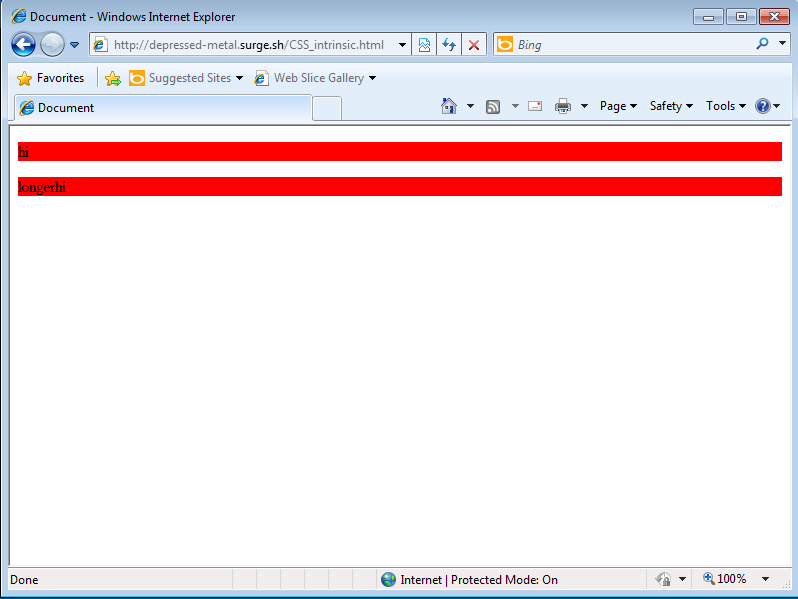 Document - Windows Internet Explorer
http://depressed-metal.surge.sh/CSS_intrinsic.html Bing
Favorites Suggested Sites Web Slice Gallery
Document Page Safety Tools
hi
longerhi
Done Internet | Protected Mode: On 100%